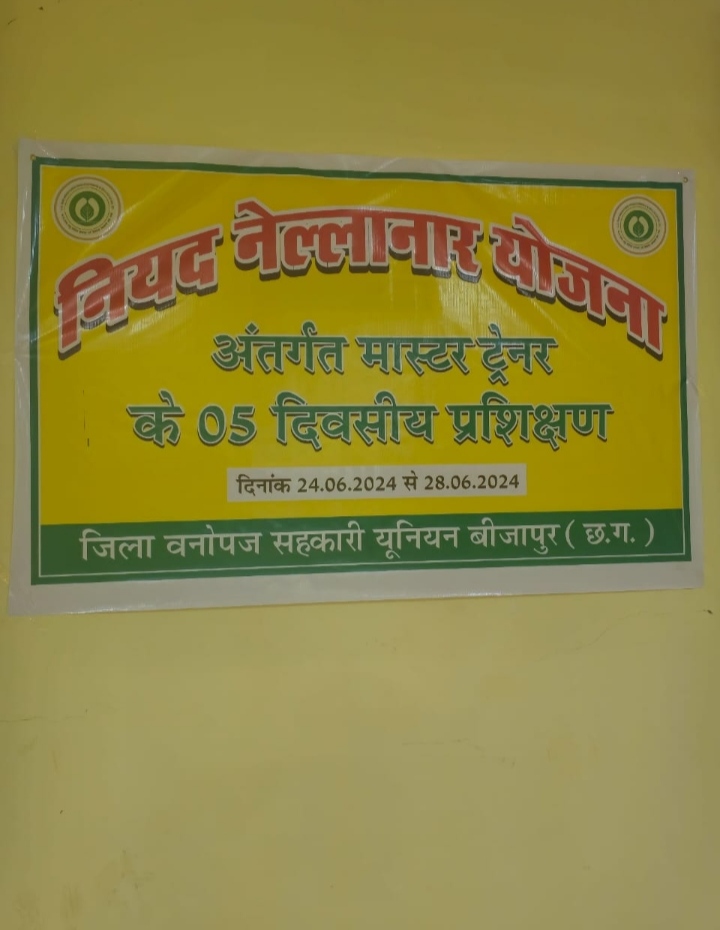 नियद नेल्लानार योजना
अंतर्गत मास्टर ट्रेनर
के 05 दिवसीय प्रशिक्षण
दिनांक 24.06.2024 से 28.06.2024
जिला वनोपज सहकारी यूनियन बीजापुर ( छ.ग. )